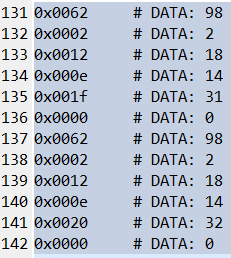 131 0x0062 # DATA: 98
132 0x0002 # DATA: 2
133 0x0012 # DATA: 18
134 0x000e # DATA: 14
135 0x001f # DATA: 31
136 0x0000 # DATA: 0
137 0x0062 # DATA: 98
138 0x0002 # DATA: 2
139 0x0012 # DATA: 18
140 0x000e # DATA: 14
141 0x0020 # DATA: 32
142 0x0000 # DATA: 0